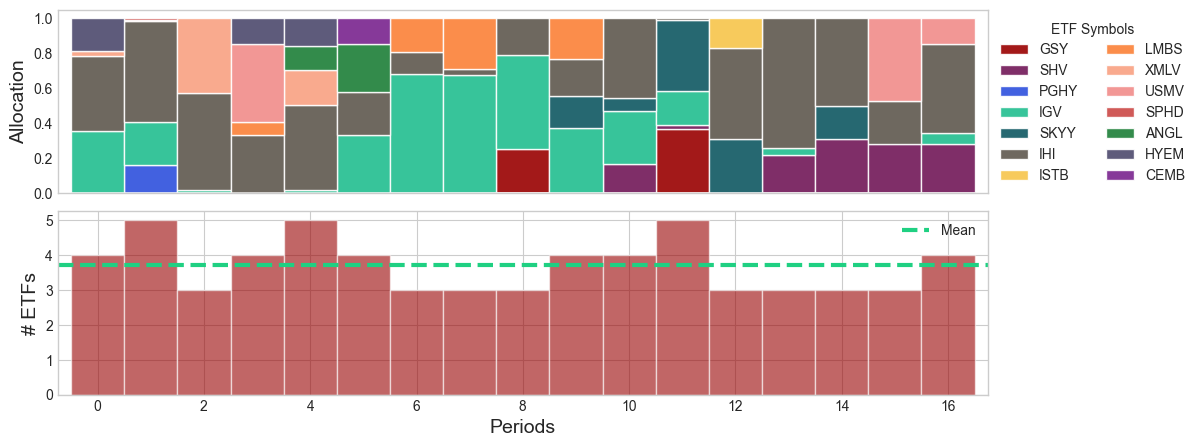 1.0
0.8
0.6
0.4
0.2
0.0
Allocation
ETF Symbols
GSY LMBS
SHV XMLV
PGHY USMV
IGV SPHD
SKYY ANGL
IHI HYEM
ISTB CEMB
5
4
3
2
1
0
# ETFs
Mean
0 2 4 6 8 10 12 14 16
Periods